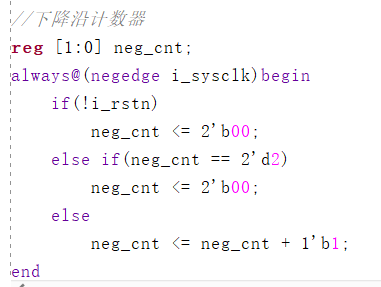 //下降沿计数器
reg [1:0] neg_cnt;
always@(negedge i_sysclk)begin
    if(!i_rstn)
        neg_cnt <= 2'b00;
    else if(neg_cnt == 2'd2)
        neg_cnt <= 2'b00;
    else
        neg_cnt <= neg_cnt + 1'b1;
end